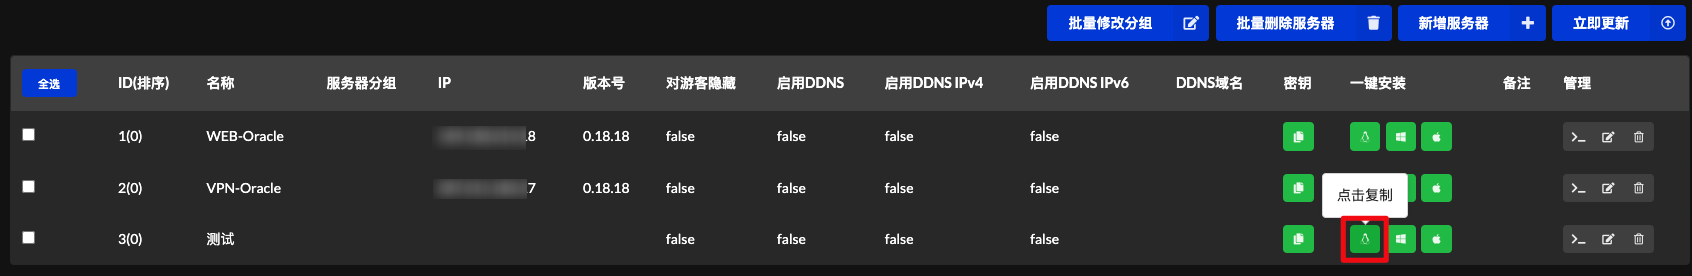 批量修改分组 批量删除服务器 新增服务器 立即更新
全选 ID(排序) 名称 服务器分组 IP 版本号 对游客隐藏 启用DDNS 启用DDNS IPv4 启用DDNS IPv6 DDNS域名 密钥 一键安装 备注 管理
1(0) WEB-Oracle 8 0.18.18 false false false false
2(0) VPN-Oracle 7 0.18.18 false false false false
点击复制
3(0) 测试 false false false false